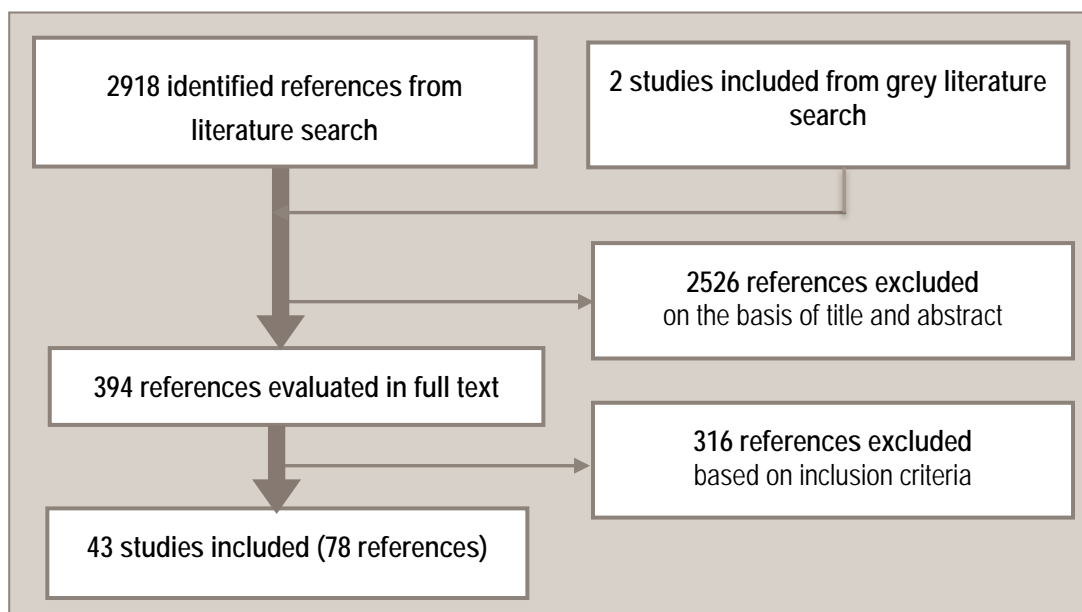 2918 identified references from
literature search
2 studies included from grey literature
search
2526 references excluded
on the basis of title and abstract
394 references evaluated in full text
316 references excluded
based on inclusion criteria
43 studies included (78 references)